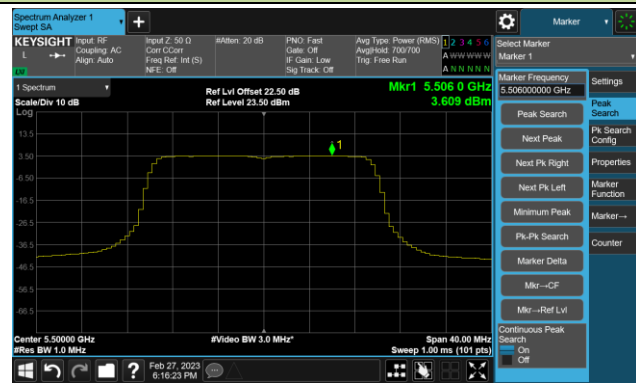 Spectrum Analyzer 1
Swept SA
+
Marker
KEYSIGHT
L
LW
Input: RF
Coupling: AC
Align: Auto
Input Z: 50 Ω
Corr CCorr
Freq Ref: Int (S)
NFE: Off
#Atten: 20 dB
PNO: Fast
Gate: Off
IF Gain: Low
Sig Track: Off
Avg Type: Power (RMS)
Avg|Hold: 700/700
Trig: Free Run
1 2 3 4 5 6
A W W W W W
A N N N N N
Select Marker
Marker 1
1 Spectrum
Scale/Div 10 dB
Log
Ref Lvl Offset 22.50 dB
Ref Level 23.50 dBm
Mkr1 5.506 0 GHz
3.609 dBm
13.5
3.50
-6.50
-16.5
-26.5
-36.5
-46.5
-56.5
-66.5
1
Center 5.50000 GHz
#Res BW 1.0 MHz
#Video BW 3.0 MHz*
Span 40.00 MHz
Sweep 1.00 ms (101 pts)
Marker Frequency
5.506000000 GHz
Peak Search
Next Peak
Next Pk Right
Next Pk Left
Minimum Peak
Pk-Pk Search
Marker Delta
Mkr→CF
Mkr→Ref Lvl
Continuous Peak
Search
On
Off
Settings
Peak
Search
Pk Search
Config
Properties
Marker
Function
Marker→
Counter
?
Feb 27, 2023
6:16:23 PM